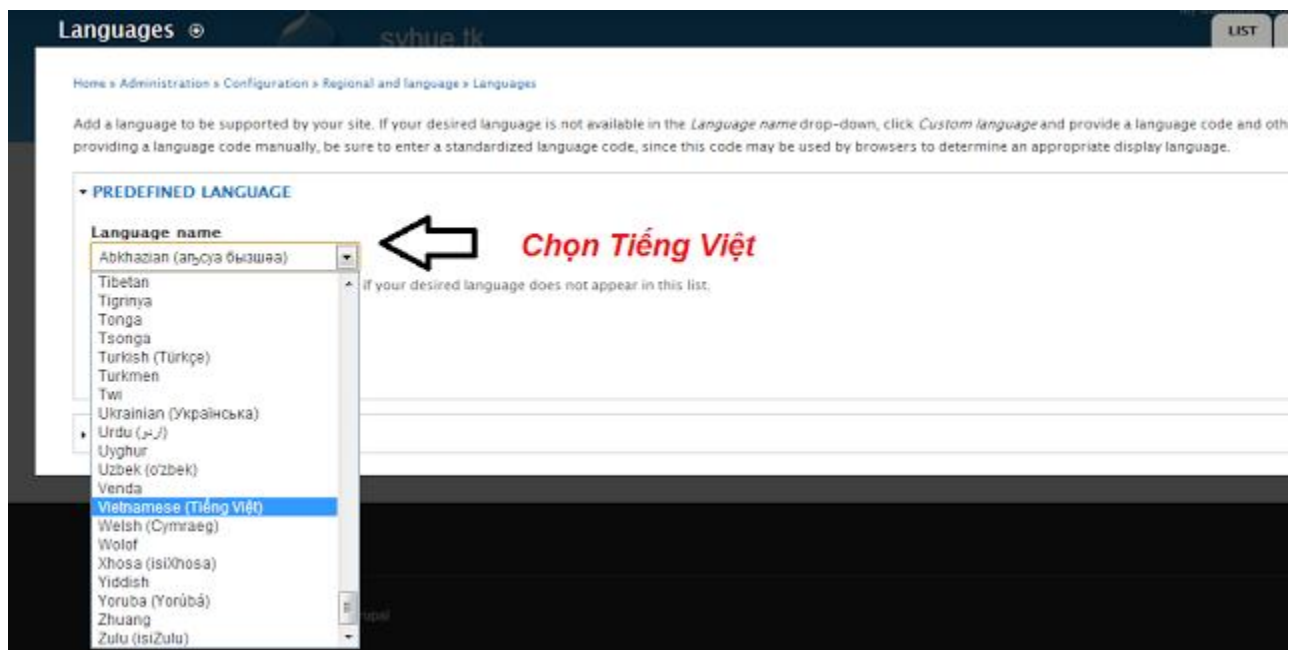 Languages
svhue.tk
LIST
Home » Administration » Configuration » Regional and language » Languages
Add a language to be supported by your site. If your desired language is not available in the Language name drop-down, click Custom language and provide a language code and oth
providing a language code manually, be sure to enter a standardized language code, since this code may be used by browsers to determine an appropriate display language.
PREDEFINED LANGUAGE
Language name
Chọn Tiếng Việt
Abkhazian (аҧсуа бызшәа)
if your desired language does not appear in this list.
Tibetan
Tigrinya
Tonga
Tsonga
Turkish (Türkçe)
Turkmen
Twi
Ukrainian (Українська)
Urdu (اردو)
Uyghur
Uzbek (o'zbek)
Venda
Vietnamese (Tiếng Việt)
Welsh (Cymraeg)
Wolof
Xhosa (isiXhosa)
Yiddish
Yoruba (Yorùbá)
Zhuang
Zulu (isiZulu)